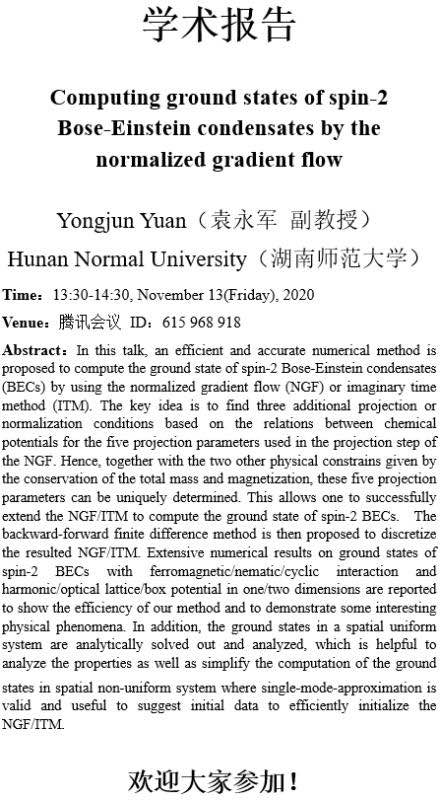 学术报告
Computing ground states of spin-2
Bose-Einstein condensates by the
normalized gradient flow
Yongjun Yuan（袁永军 副教授）
Hunan Normal University（湖南师范大学）
Time：13:30-14:30, November 13(Friday), 2020
Venue：腾讯会议 ID：615 968 918
Abstract：In this talk, an efficient and accurate numerical method is
proposed to compute the ground state of spin-2 Bose-Einstein condensates
(BECs) by using the normalized gradient flow (NGF) or imaginary time
method (ITM). The key idea is to find three additional projection or
normalization conditions based on the relations between chemical
potentials for the five projection parameters used in the projection step of
the NGF. Hence, together with the two other physical constrains given by
the conservation of the total mass and magnetization, these five projection
parameters can be uniquely determined. This allows one to successfully
extend the NGF/ITM to compute the ground state of spin-2 BECs. The
backward-forward finite difference method is then proposed to discretize
the resulted NGF/ITM. Extensive numerical results on ground states of
spin-2 BECs with ferromagnetic/nematic/cyclic interaction and
harmonic/optical lattice/box potential in one/two dimensions are reported
to show the efficiency of our method and to demonstrate some interesting
physical phenomena. In addition, the ground states in a spatial uniform
system are analytically solved out and analyzed, which is helpful to
analyze the properties as well as simplify the computation of the ground
states in spatial non-uniform system where single-mode-approximation is
valid and useful to suggest initial data to efficiently initialize the
NGF/ITM.
欢迎大家参加！